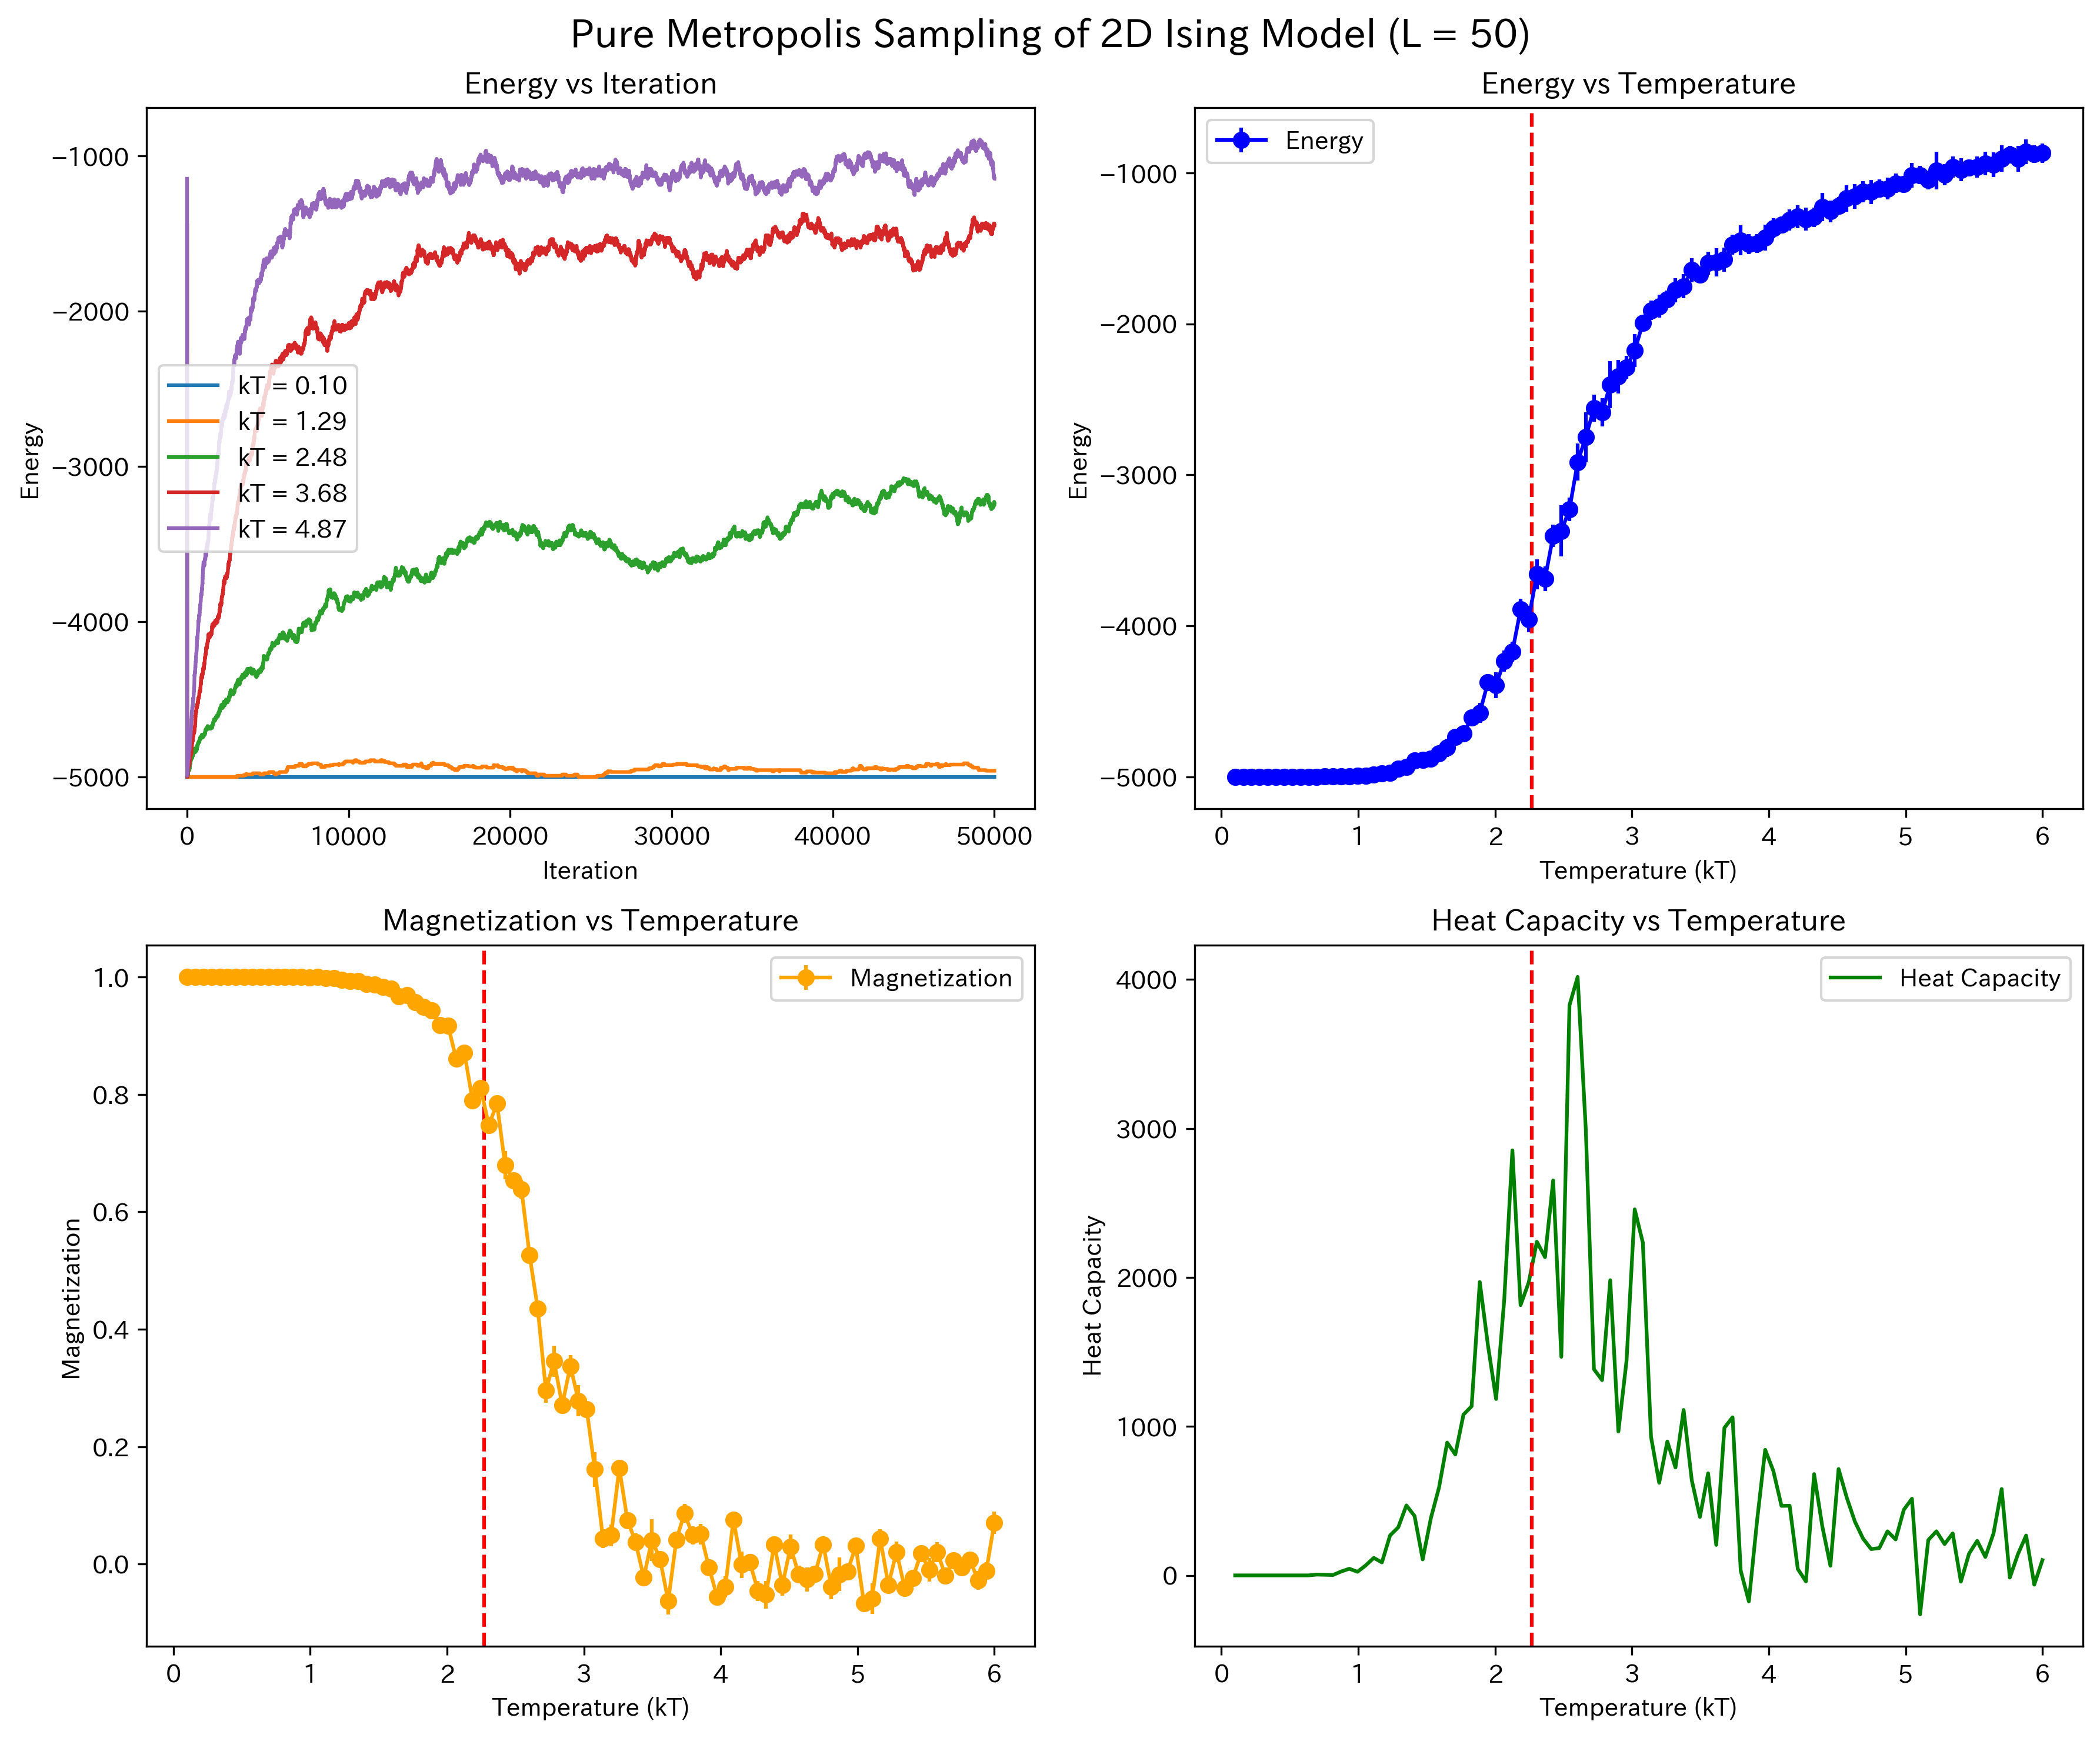 Pure Metropolis Sampling of 2D Ising Model (L = 50)
Energy vs Iteration
−1000
−2000
−3000
−4000
−5000
Energy
kT = 0.10
kT = 1.29
kT = 2.48
kT = 3.68
kT = 4.87
0 10000 20000 30000 40000 50000
Iteration
Energy vs Temperature
Energy
−1000
−2000
−3000
−4000
−5000
Energy
0 1 2 3 4 5 6
Temperature (kT)
Magnetization vs Temperature
Magnetization
1.0
0.8
0.6
0.4
0.2
0.0
Magnetization
0 1 2 3 4 5 6
Temperature (kT)
Heat Capacity vs Temperature
Heat Capacity
4000
3000
2000
1000
0
Heat Capacity
0 1 2 3 4 5 6
Temperature (kT)